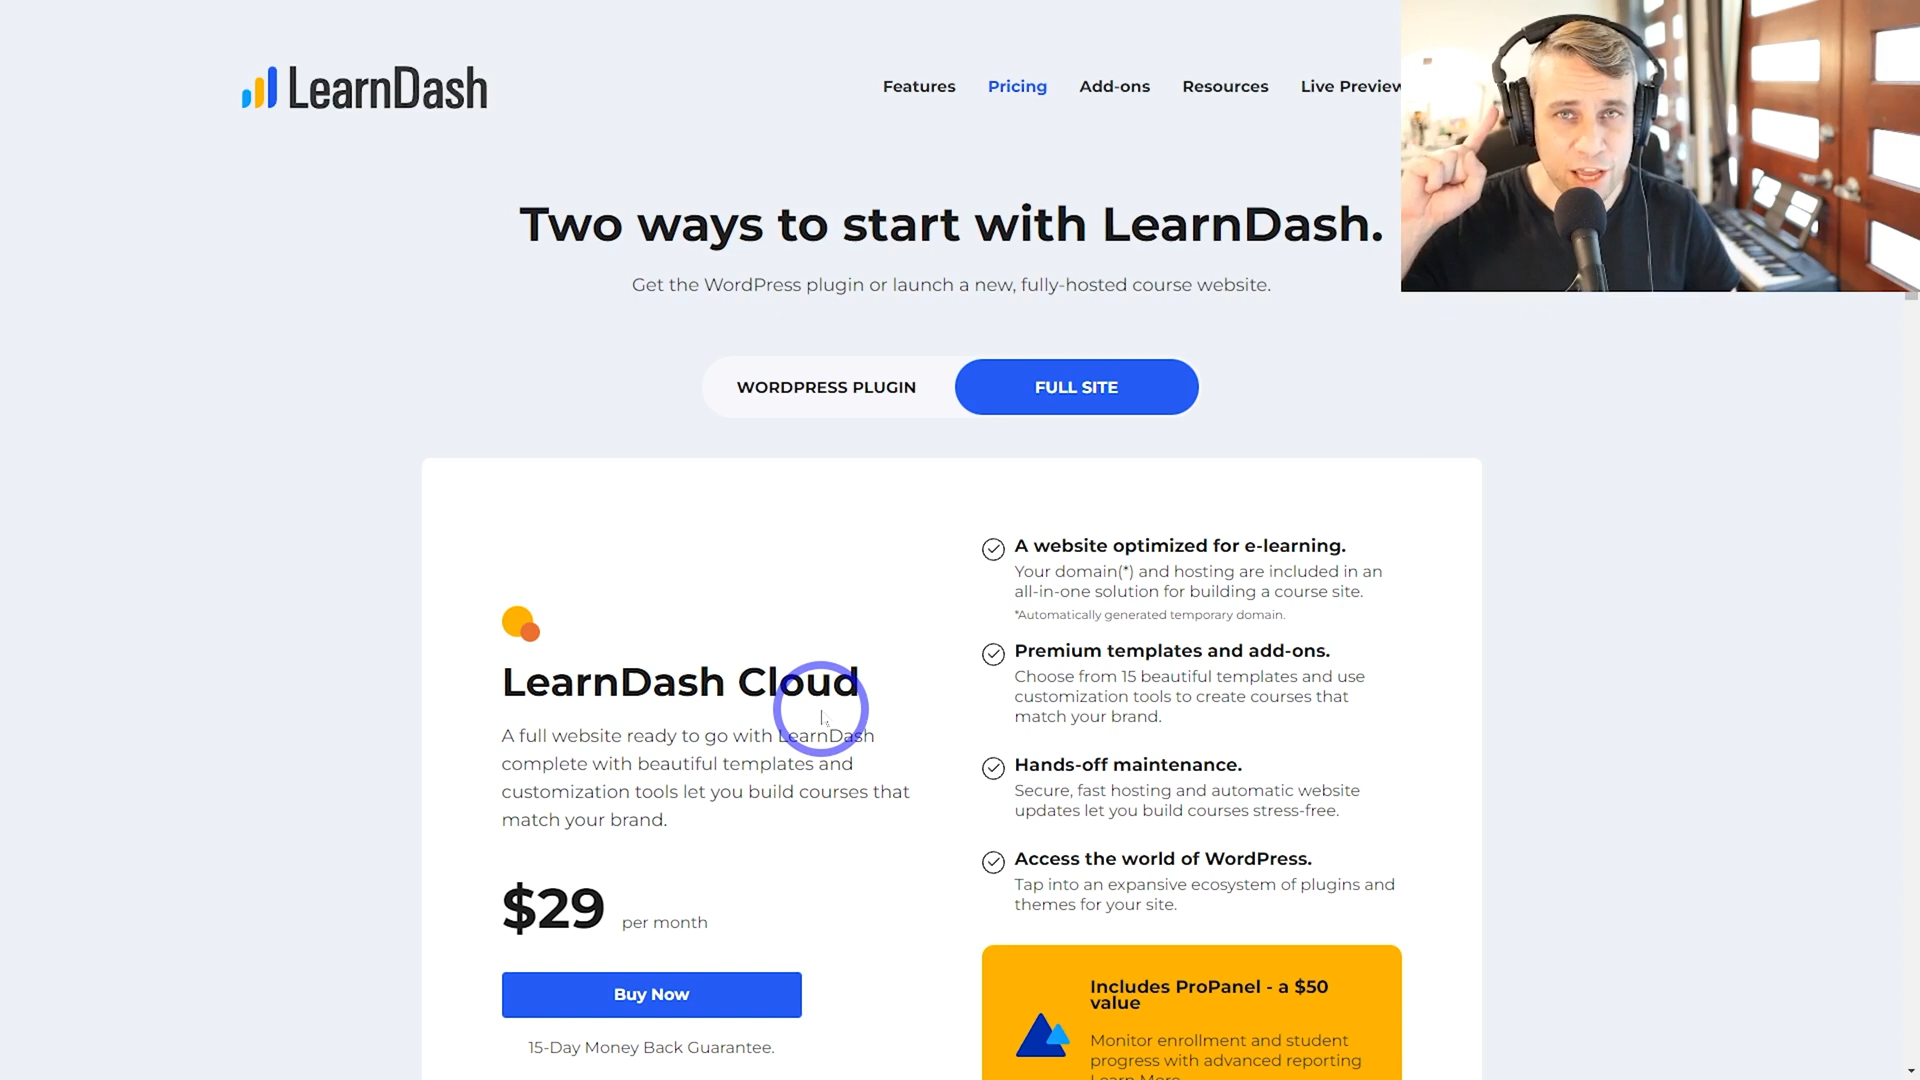 LearnDash
Features
Pricing
Add-ons
Resources
Live Preview
Two ways to start with LearnDash.
Get the WordPress plugin or launch a new, fully-hosted course website.
WORDPRESS PLUGIN
FULL SITE
LearnDash Cloud
A full website ready to go with LearnDash
complete with beautiful templates and
customization tools let you build courses that
match your brand.
$29 per month
Buy Now
15-Day Money Back Guarantee.
A website optimized for e-learning.
Your domain(*) and hosting are included in an
all-in-one solution for building a course site.
*Automatically generated temporary domain.
Premium templates and add-ons.
Choose from 15 beautiful templates and use
customization tools to create courses that
match your brand.
Hands-off maintenance.
Secure, fast hosting and automatic website
updates let you build courses stress-free.
Access the world of WordPress.
Tap into an expansive ecosystem of plugins and
themes for your site.
Includes ProPanel - a $50
value
Monitor enrollment and student
progress with advanced reporting
Learn More